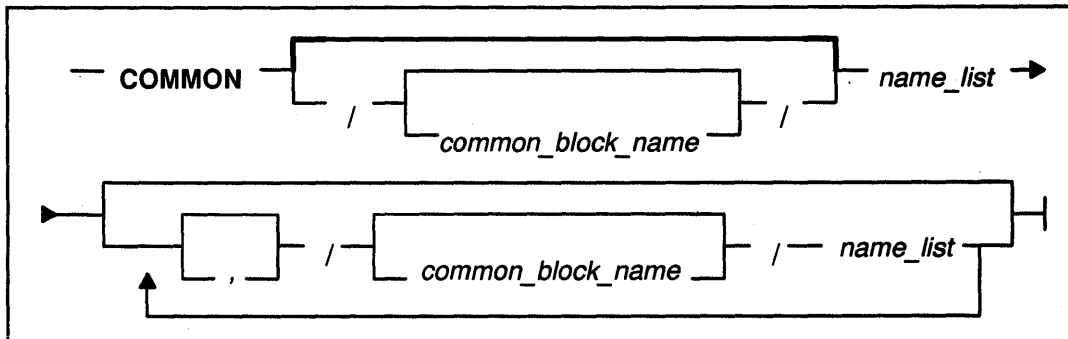 COMMON name_list
/ /
common_block_name
/ / name_list
, common_block_name